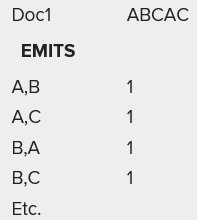 Doc1 ABCAC
EMITS
A,B 1
A,C 1
B,A 1
B,C 1
Etc.